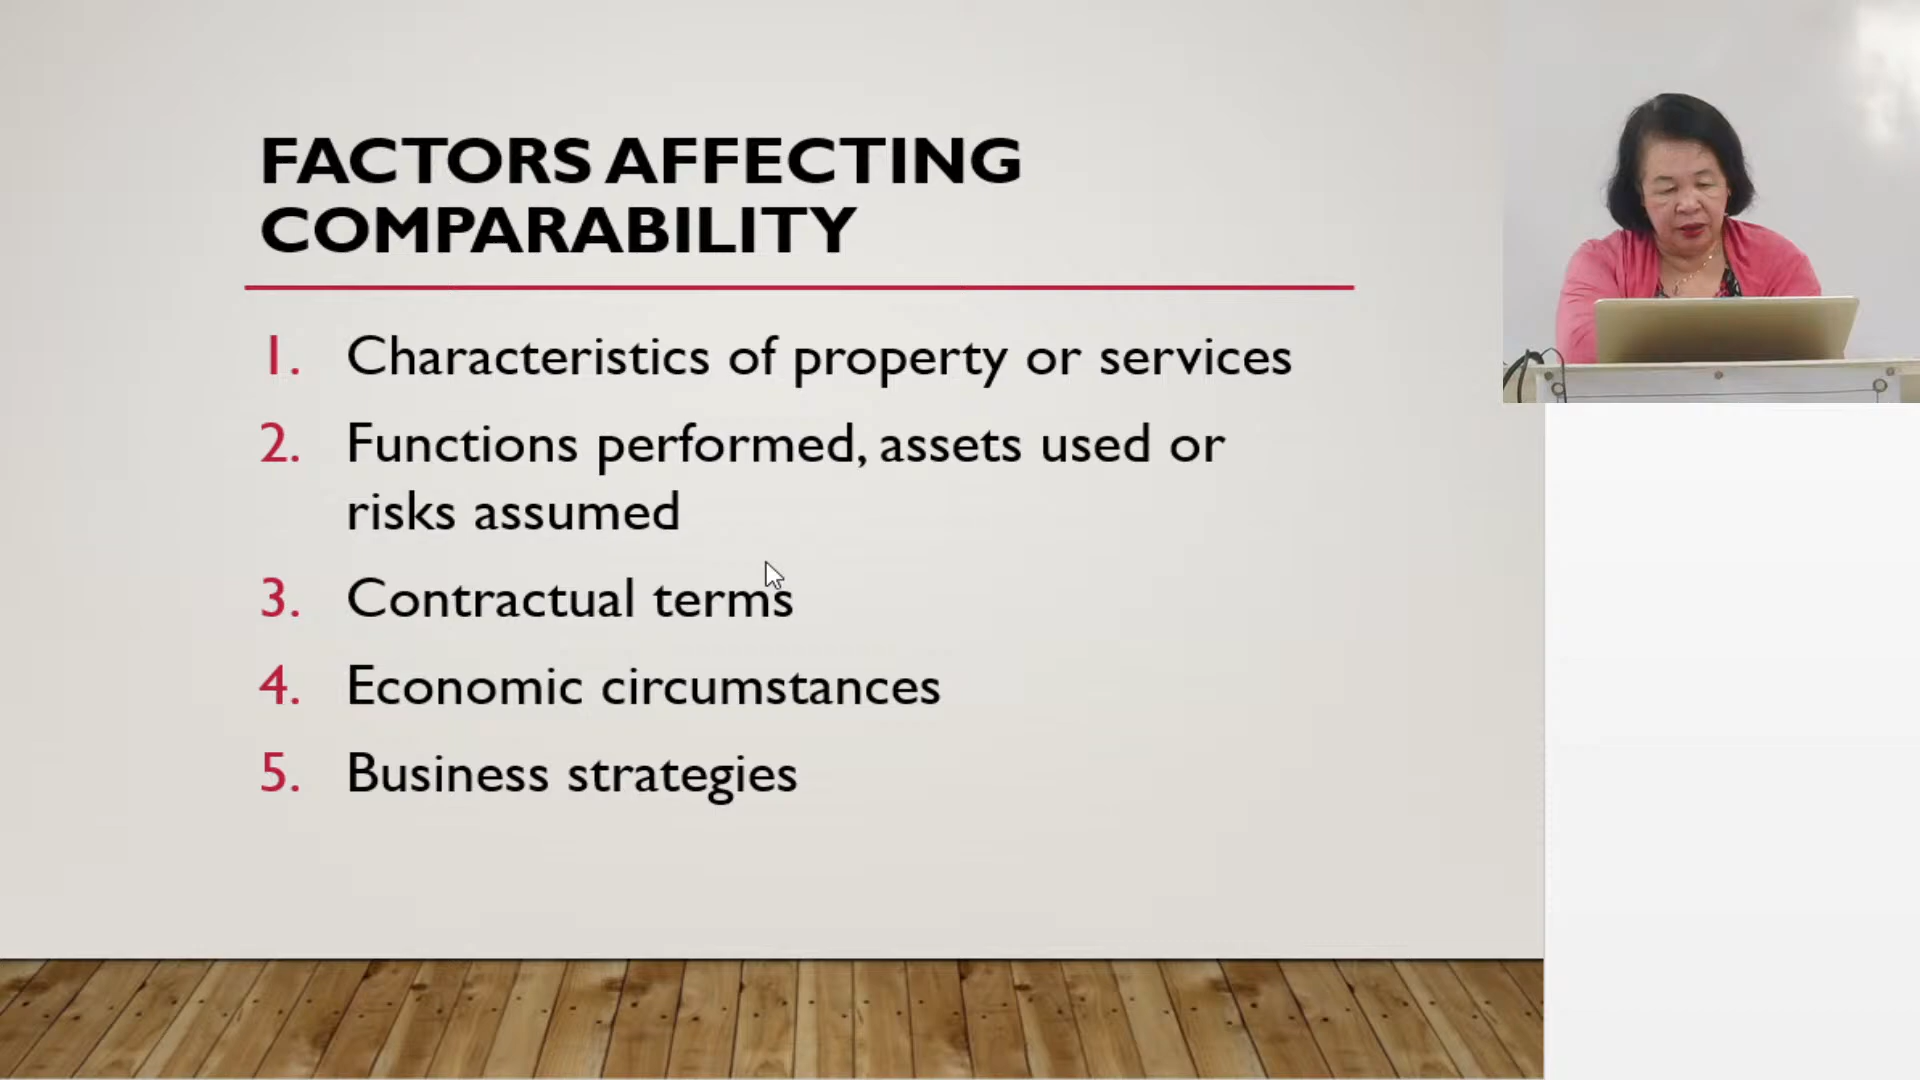 FACTORS AFFECTING
COMPARABILITY
1. Characteristics of property or services
2. Functions performed, assets used or
risks assumed
3. Contractual terms
4. Economic circumstances
5. Business strategies